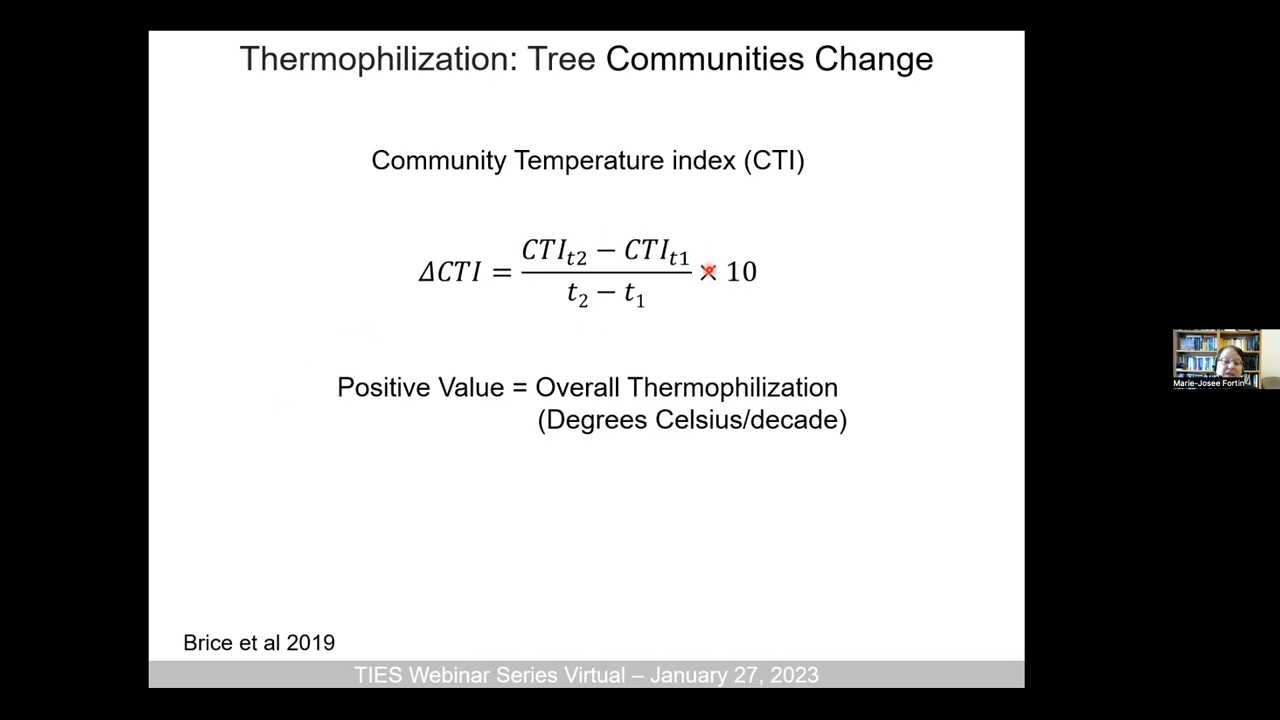 Thermophilization: Tree Communities Change
Community Temperature index (CTI)
ΔCTI = (CTI_t2 − CTI_t1) / (t_2 − t_1) × 10
Positive Value = Overall Thermophilization
(Degrees Celsius/decade)
Marie-Josee Fortin
Brice et al 2019
TIES Webinar Series Virtual – January 27, 2023